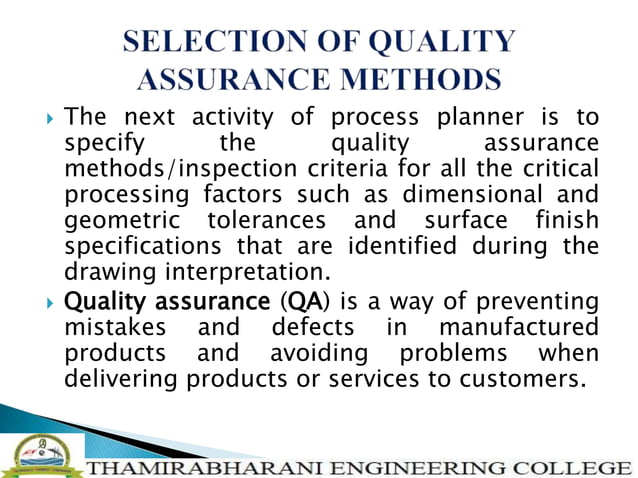 SELECTION OF QUALITY
ASSURANCE METHODS
The next activity of process planner is to
specify the quality assurance
methods/inspection criteria for all the critical
processing factors such as dimensional and
geometric tolerances and surface finish
specifications that are identified during the
drawing interpretation.
Quality assurance (QA) is a way of preventing
mistakes and defects in manufactured
products and avoiding problems when
delivering products or services to customers.
THAMIRABHARANI ENGINEERING COLLEGE